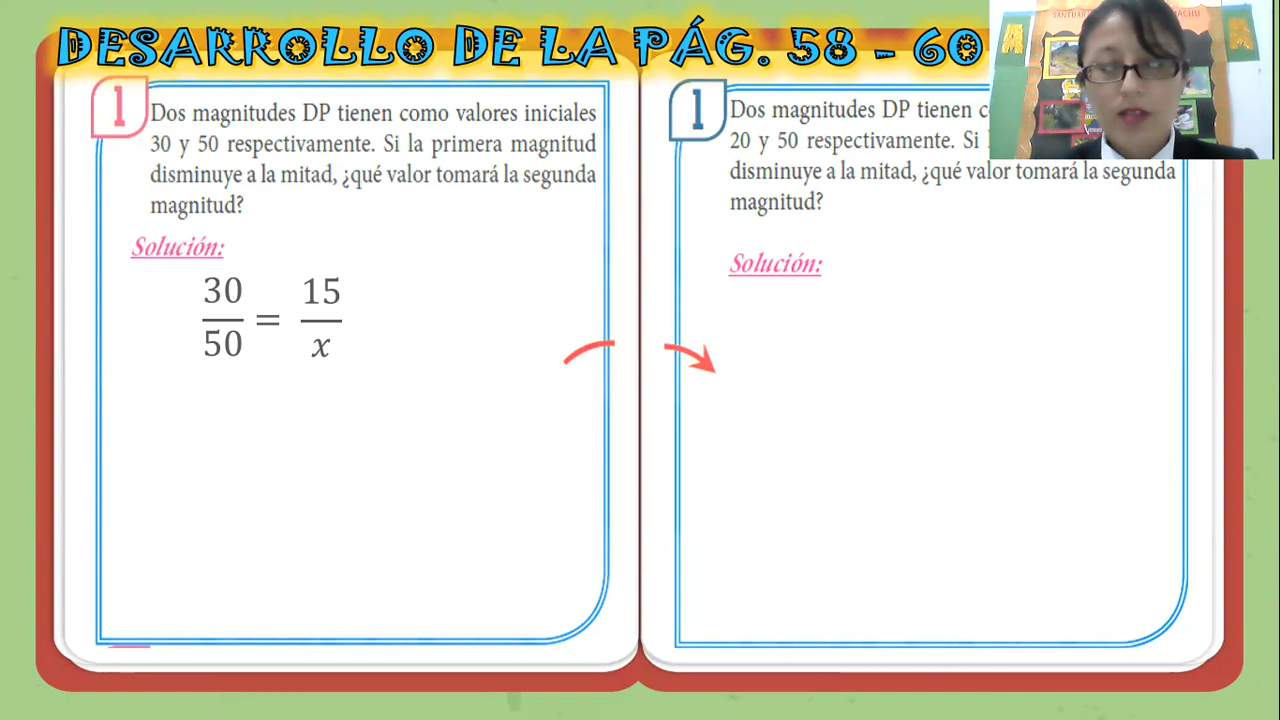 DESARROLLO DE LA PÁG. 58 - 60
1
Dos magnitudes DP tienen como valores iniciales
30 y 50 respectivamente. Si la primera magnitud
disminuye a la mitad, ¿qué valor tomará la segunda
magnitud?
Solución:
30/50 = 15/x
1
Dos magnitudes DP tienen
20 y 50 respectivamente. Si
disminuye a la mitad, ¿qué valor tomará la segunda
magnitud?
Solución: